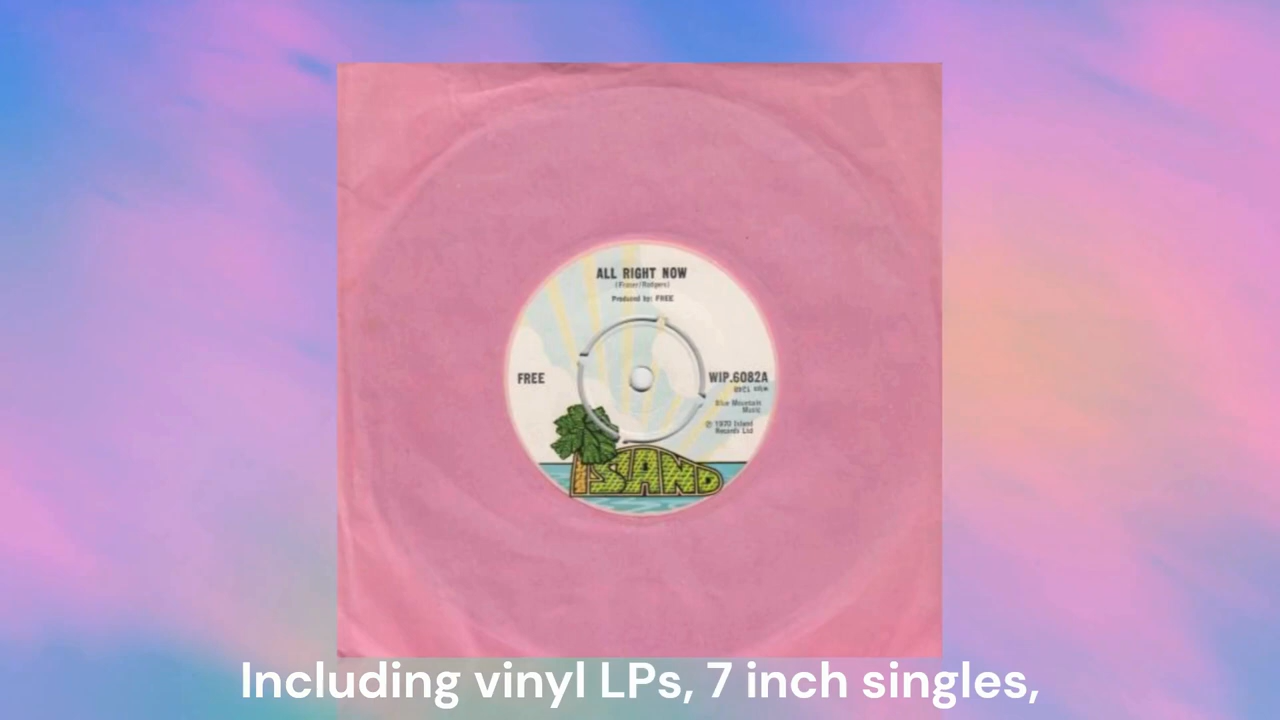 ALL RIGHT NOW
(Fraser/Rodgers)
Produced by: FREE
FREE
WIP.6082A
Blue Mountain
Music
℗ 1970 Island
Records Ltd
ISLAND
Including vinyl LPs, 7 inch singles,